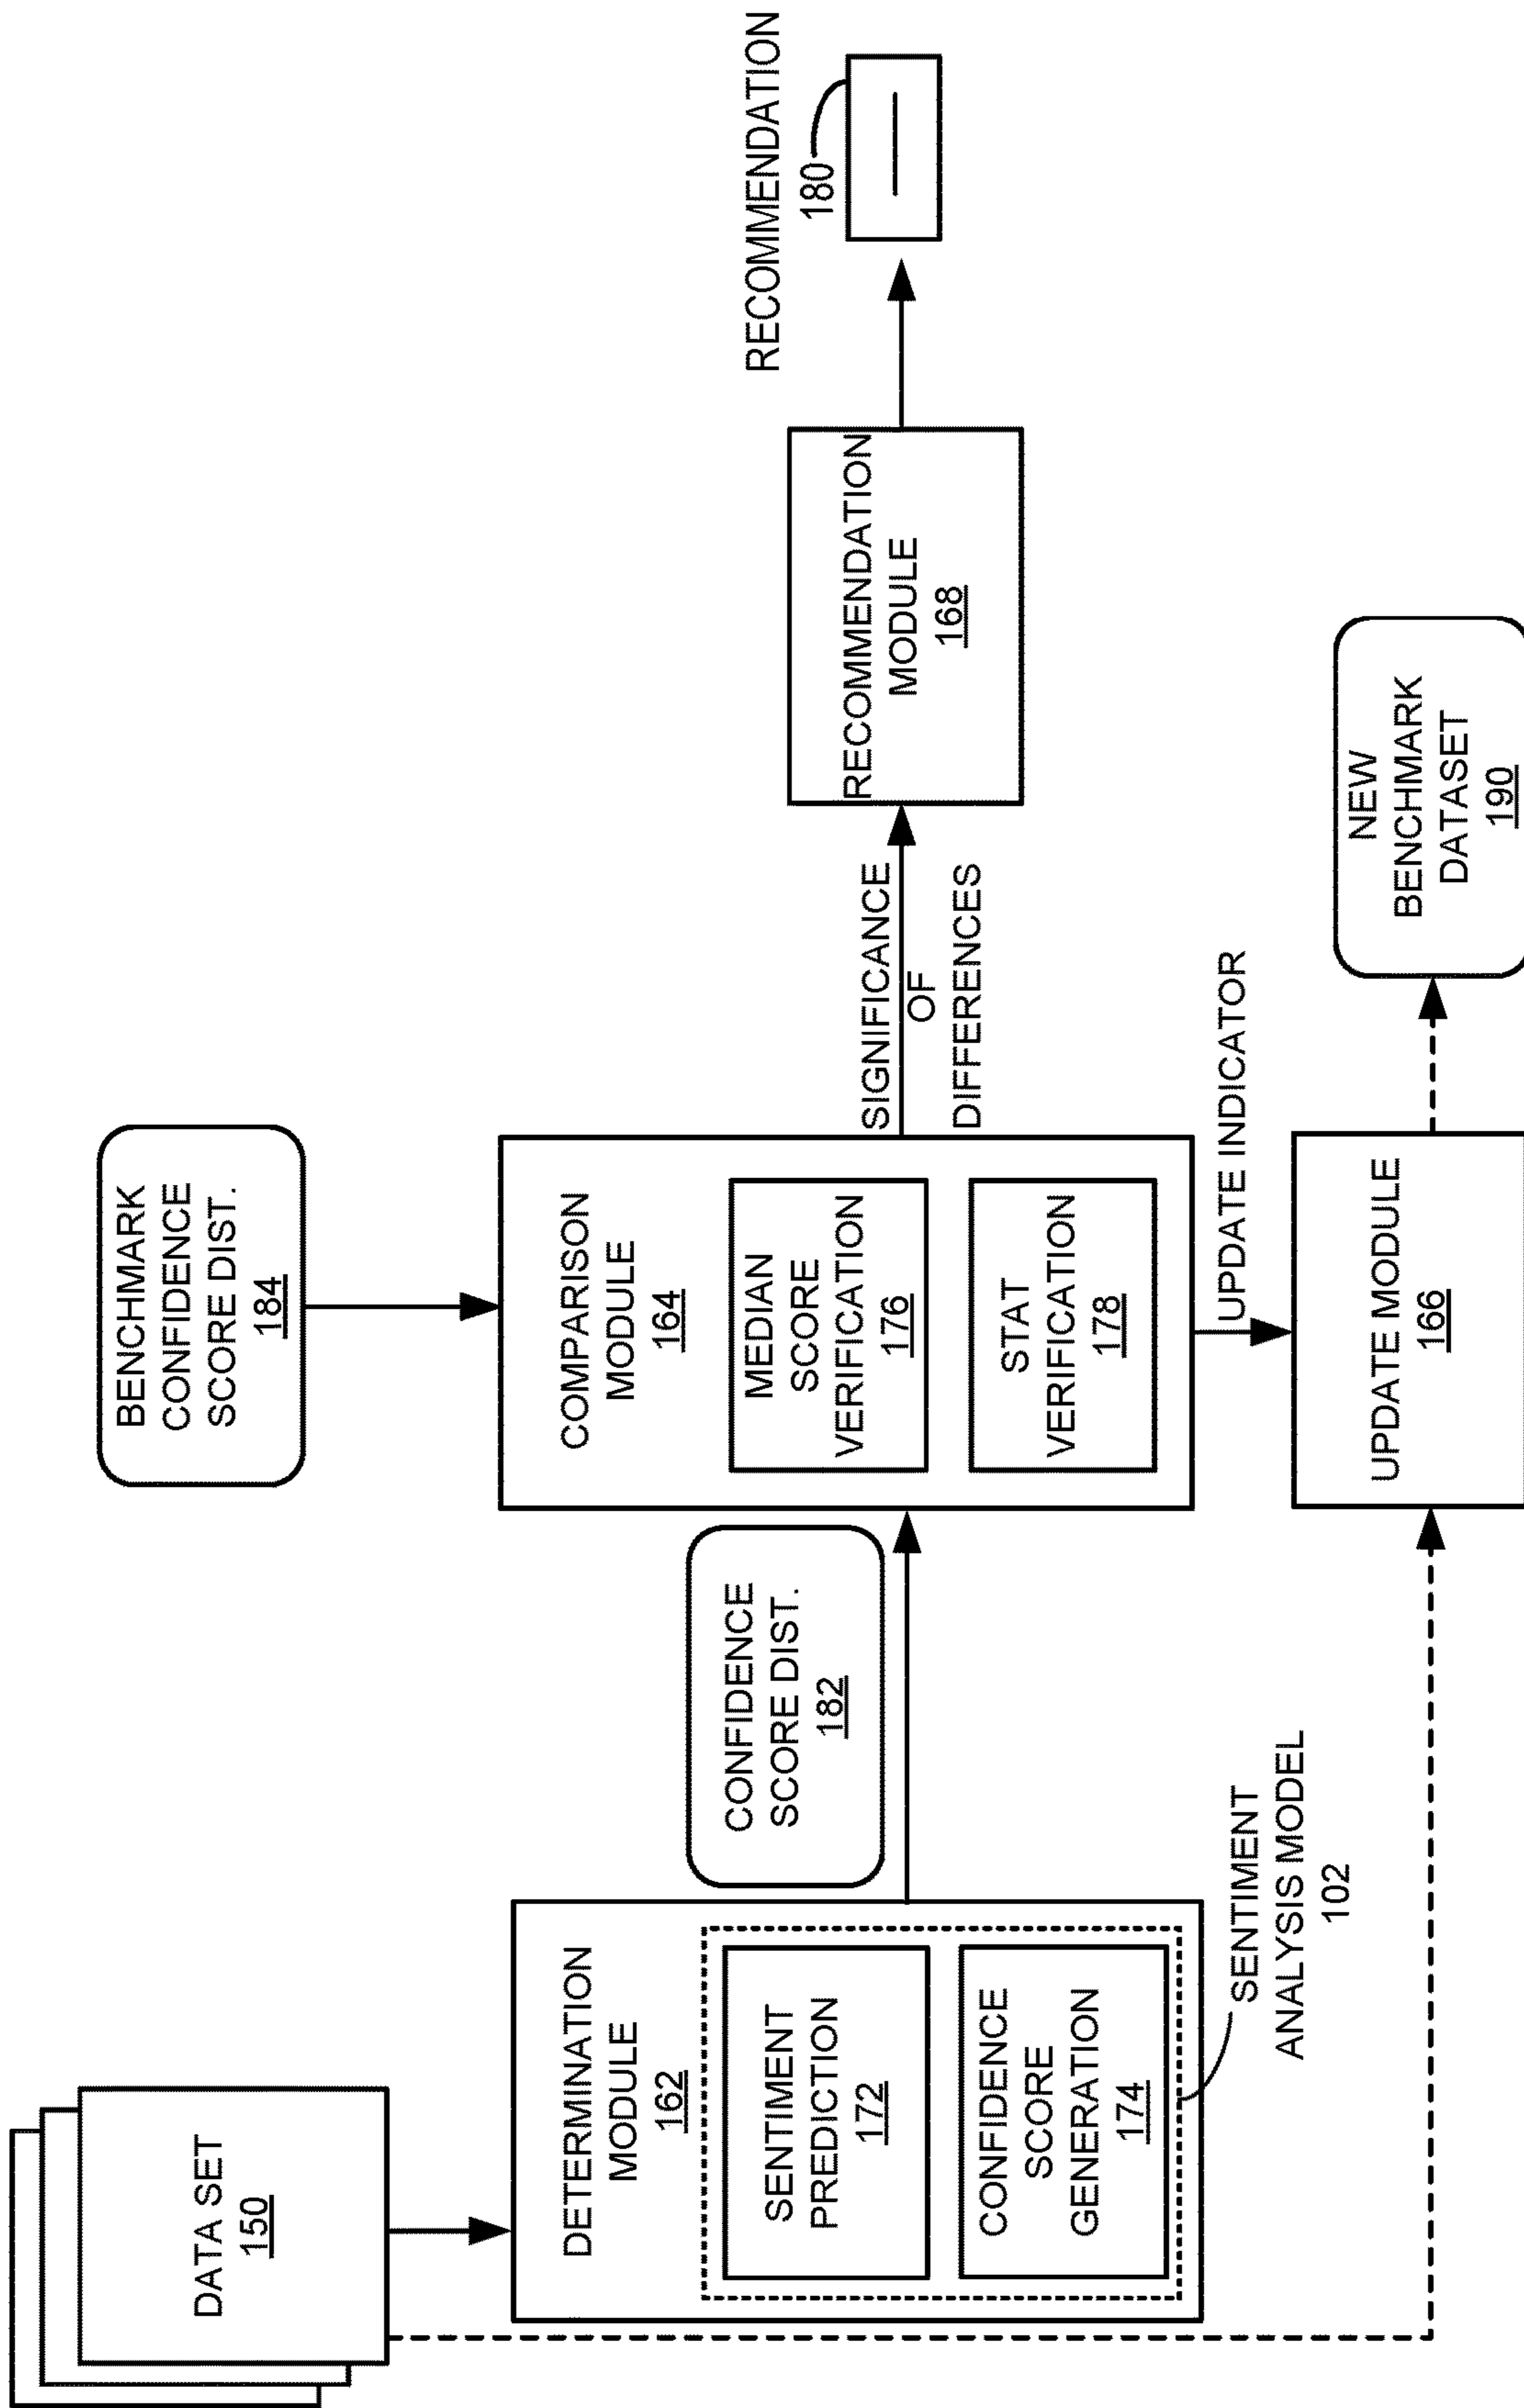 DATA SET
150
DETERMINATION
MODULE
162
SENTIMENT
PREDICTION
172
CONFIDENCE
SCORE
GENERATION
174
SENTIMENT
ANALYSIS MODEL
102
CONFIDENCE
SCORE DIST.
182
BENCHMARK
CONFIDENCE
SCORE DIST.
184
COMPARISON
MODULE
164
MEDIAN
SCORE
VERIFICATION
176
STAT
VERIFICATION
178
UPDATE INDICATOR
UPDATE MODULE
166
SIGNIFICANCE
OF
DIFFERENCES
RECOMMENDATION
MODULE
168
RECOMMENDATION
180
NEW
BENCHMARK
DATASET
190